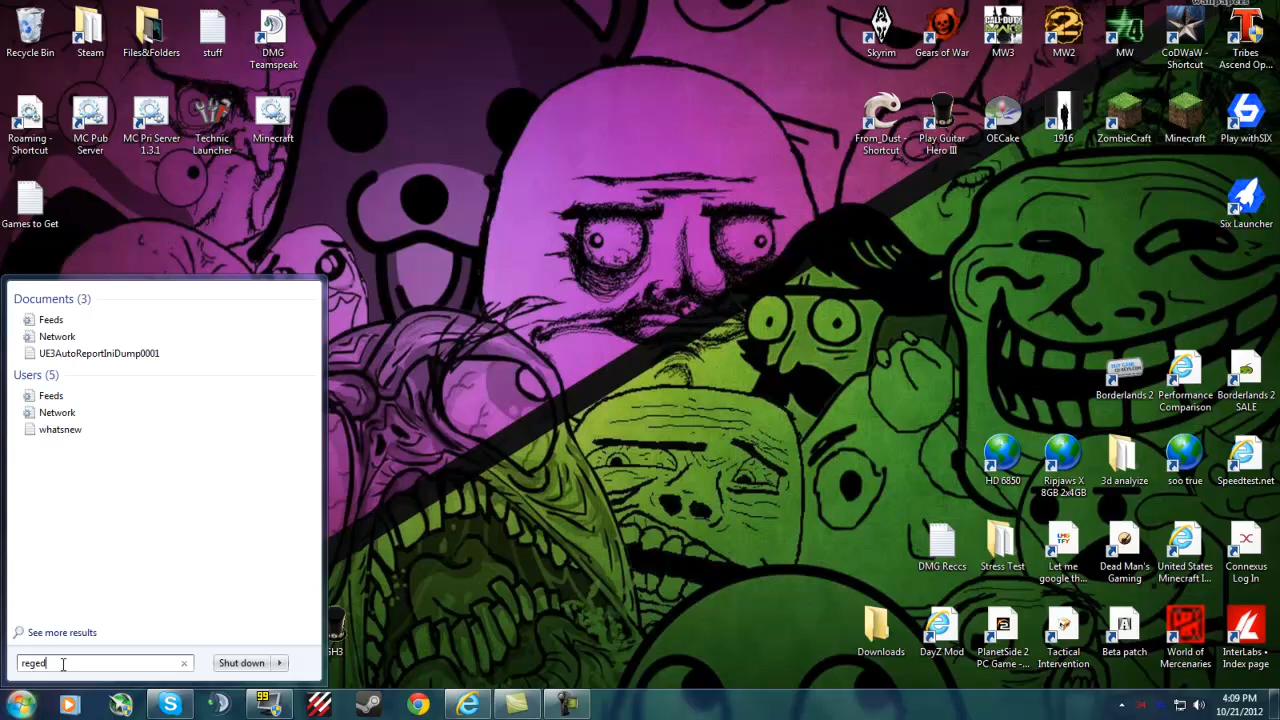 wallpapers
Recycle Bin
Steam
Files&Folders
stuff
DMG
Teamspeak
Skyrim
Gears of War
MW3
MW2
MW
CoDWaW -
Shortcut
Tribes
Ascend Op...
Roaming -
Shortcut
MC Pub
Server
MC Pri Server
1.3.1
Technic
Launcher
Minecraft
From_Dust -
Shortcut
Play Guitar
Hero III
OECake
1916
ZombieCraft
Minecraft
Play withSIX
Games to Get
Six Launcher
Documents (3)
Feeds
Network
UE3AutoReportIniDump0001
Users (5)
Feeds
Network
whatsnew
Borderlands 2
Performance
Comparison
Borderlands 2
SALE
HD 6850
Ripjaws X
8GB 2x4GB
3d analyze
soo true
Speedtest.net
DMG Reccs
Stress Test
Let me
google th...
Dead Man's
Gaming
United States
Minecraft I...
Connexus
Log In
Downloads
DayZ Mod
PlanetSide 2
PC Game -...
Tactical
Intervention
Beta patch
World of
Mercenaries
InterLabs •
Index page
See more results
reged
Shut down
99
4:09 PM
10/21/2012